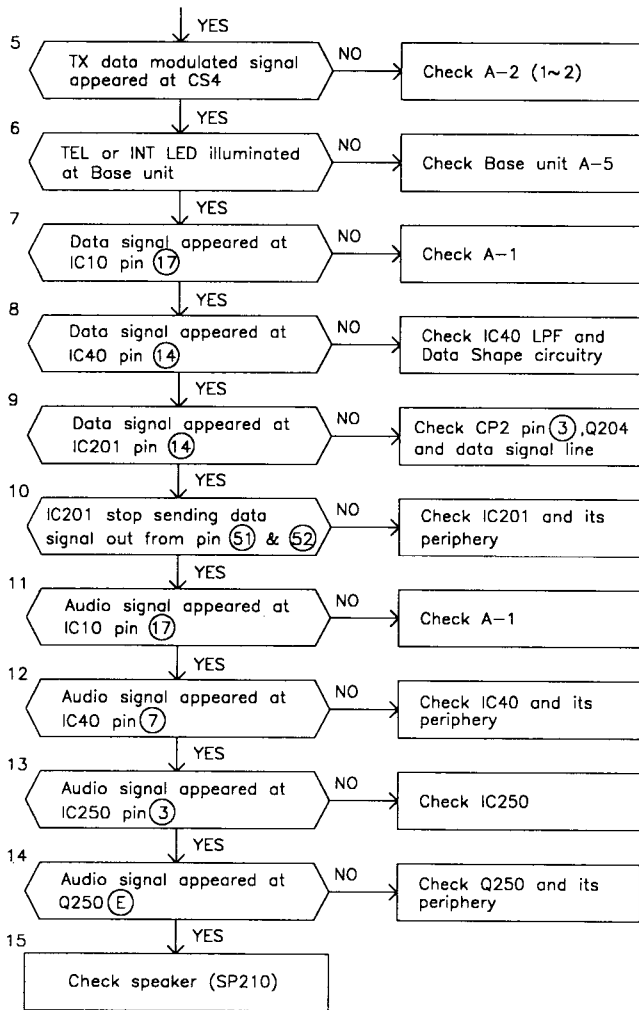 YES
5
TX data modulated signal
appeared at CS4
NO
Check A-2 (1~2)
YES
6
TEL or INT LED illuminated
at Base unit
NO
Check Base unit A-5
YES
7
Data signal appeared at
IC10 pin 17
NO
Check A-1
YES
8
Data signal appeared at
IC40 pin 14
NO
Check IC40 LPF and
Data Shape circuitry
YES
9
Data signal appeared at
IC201 pin 14
NO
Check CP2 pin 3,Q204
and data signal line
YES
10
IC201 stop sending data
signal out from pin 51 & 52
NO
Check IC201 and its
periphery
YES
11
Audio signal appeared at
IC10 pin 17
NO
Check A-1
YES
12
Audio signal appeared at
IC40 pin 7
NO
Check IC40 and its
periphery
YES
13
Audio signal appeared at
IC250 pin 3
NO
Check IC250
YES
14
Audio signal appeared at
Q250 E
NO
Check Q250 and its
periphery
YES
15
Check speaker (SP210)